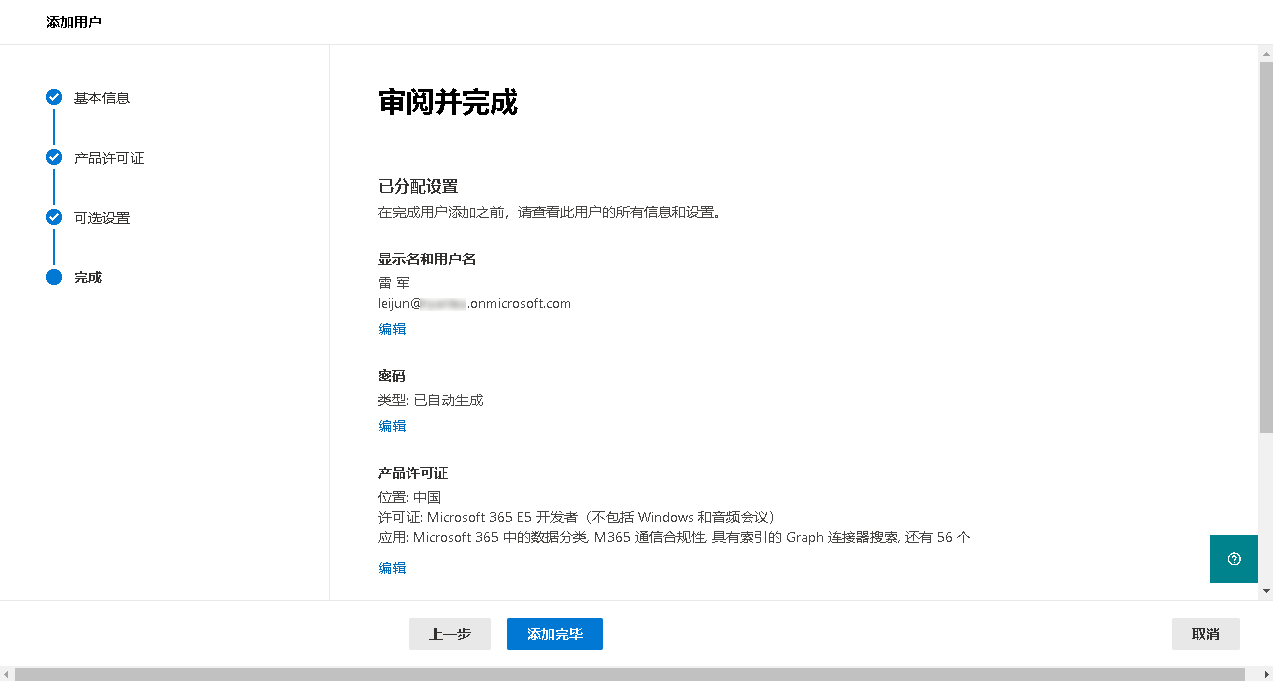 添加用户
基本信息
产品许可证
可选设置
完成
审阅并完成
已分配设置
在完成用户添加之前，请查看此用户的所有信息和设置。
显示名和用户名
雷 军
leijun@ .onmicrosoft.com
编辑
密码
类型: 已自动生成
编辑
产品许可证
位置: 中国
许可证: Microsoft 365 E5 开发者（不包括 Windows 和音频会议）
应用: Microsoft 365 中的数据分类, M365 通信合规性, 具有索引的 Graph 连接器搜索, 还有 56 个
编辑
上一步
添加完毕
取消